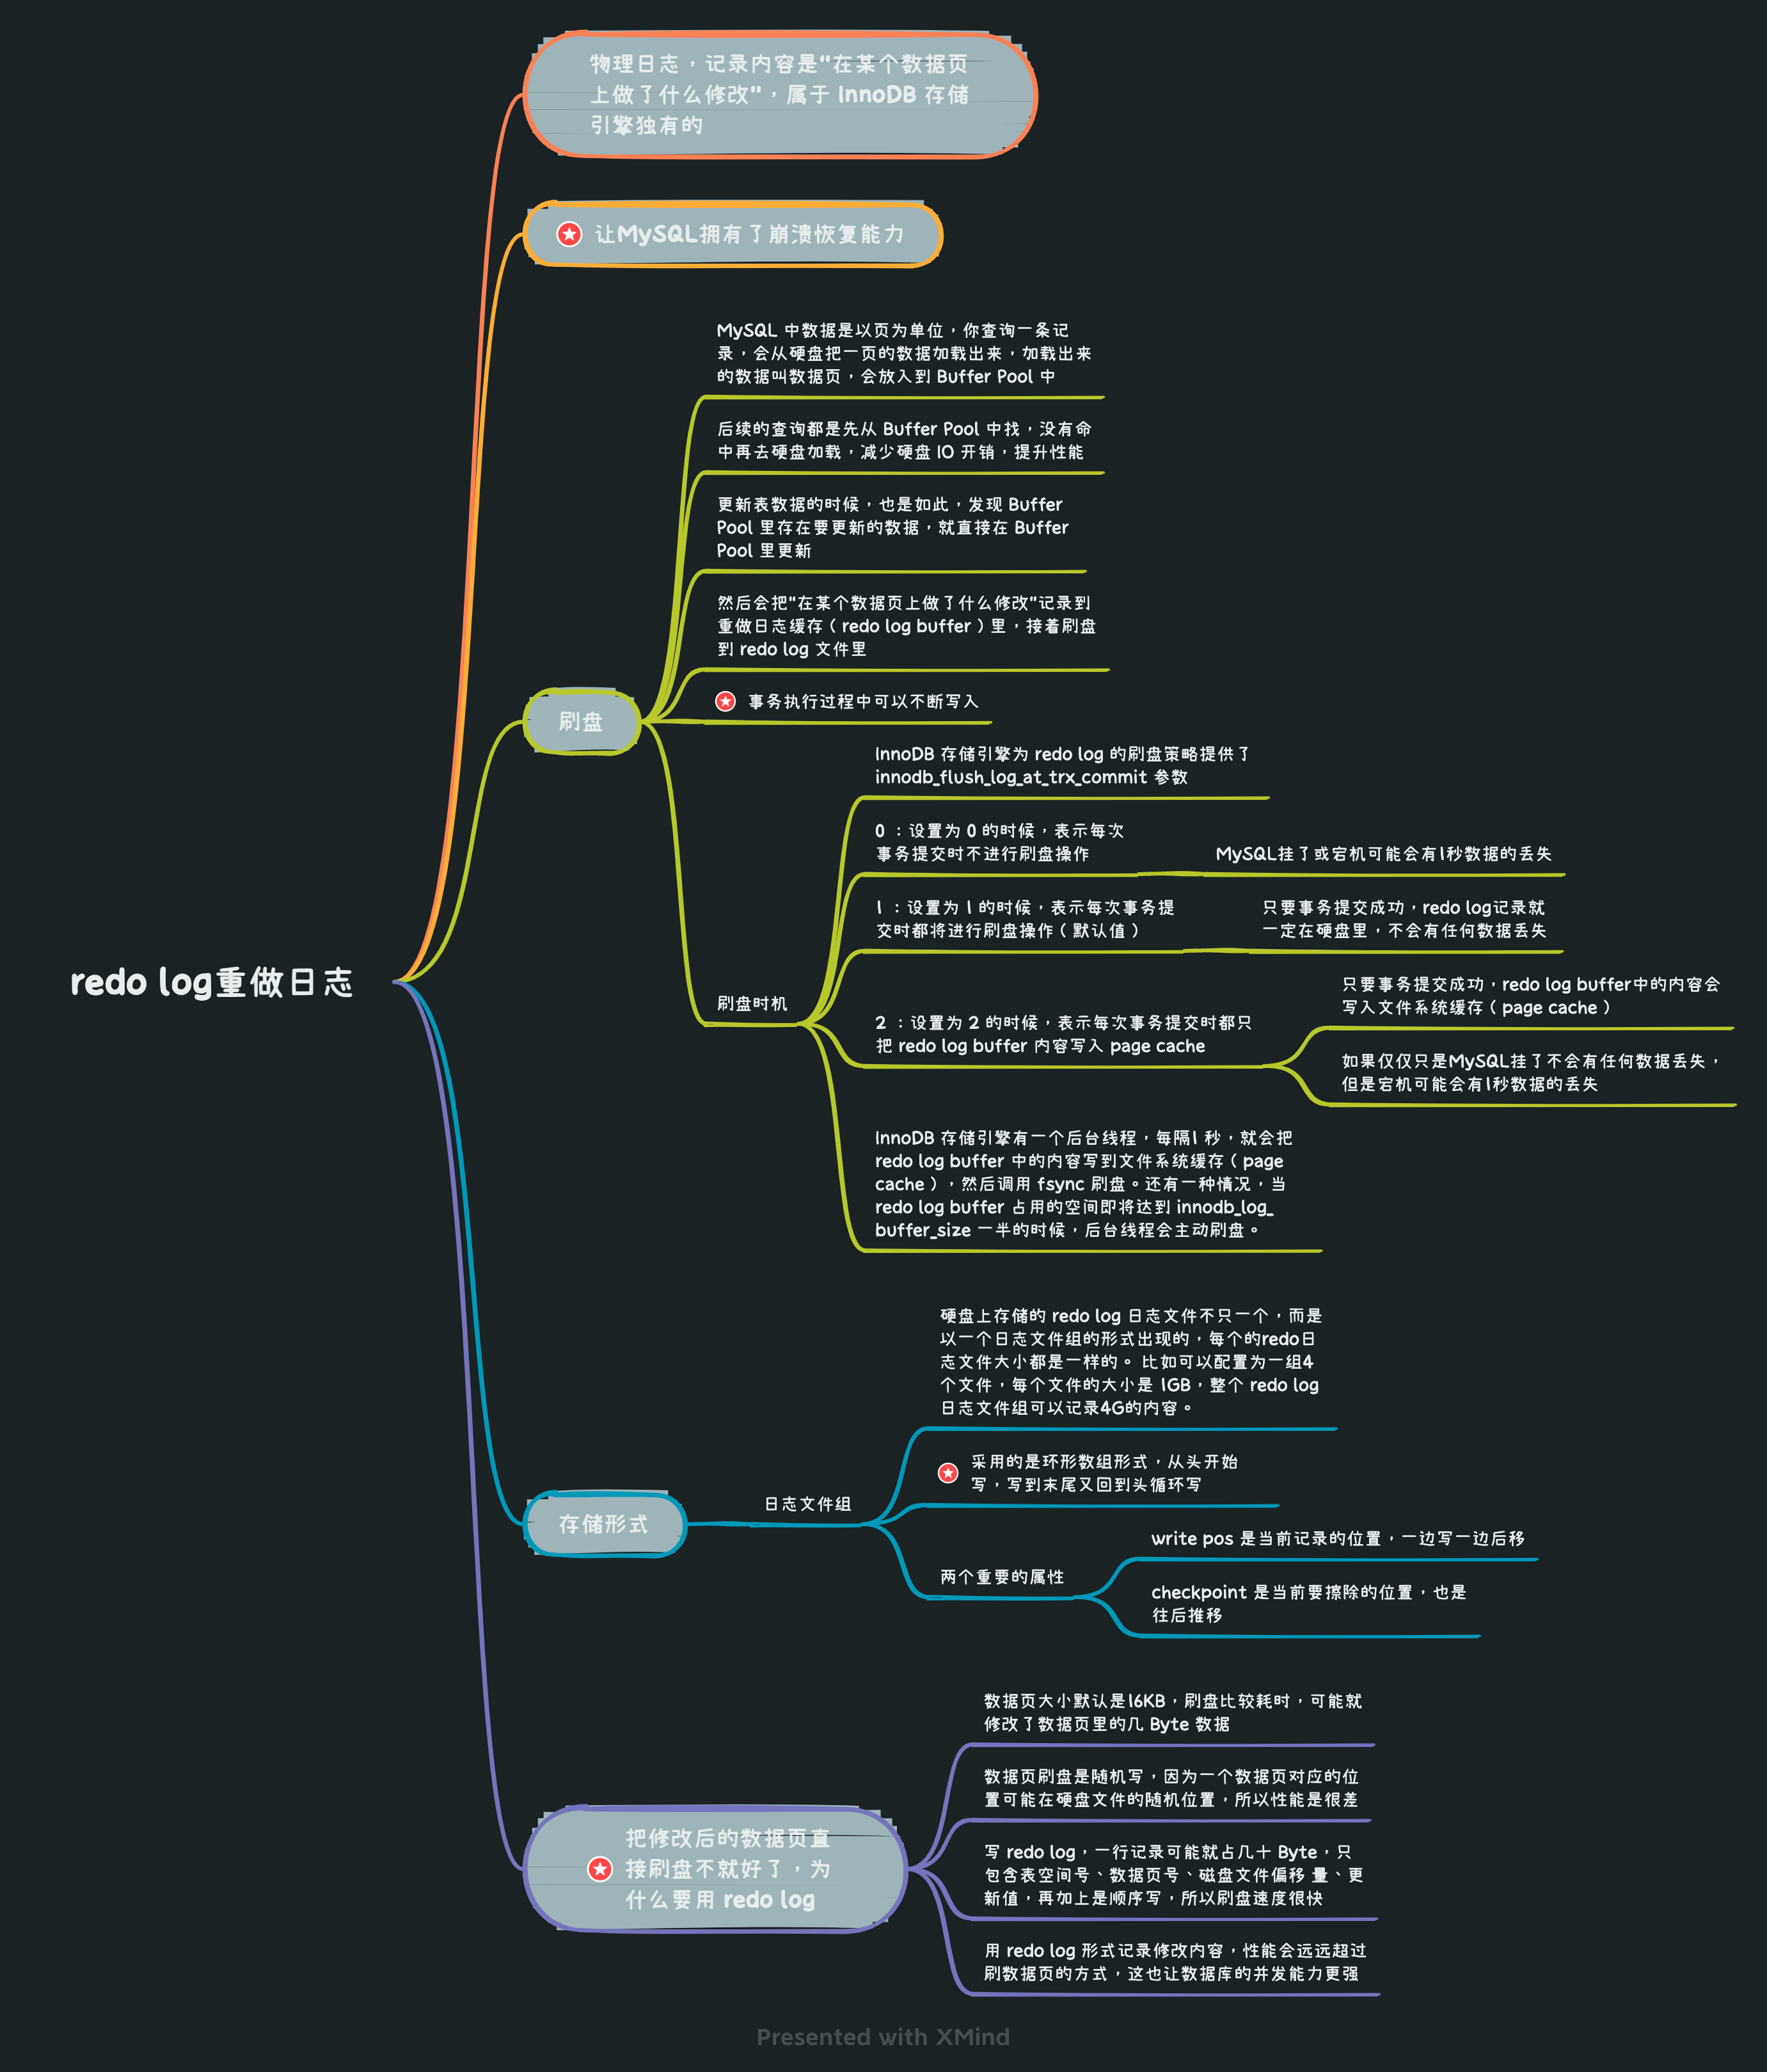 物理日志，记录内容是"在某个数据页
上做了什么修改"，属于 InnoDB 存储
引擎独有的
让MySQL拥有了崩溃恢复能力
MySQL 中数据是以页为单位，你查询一条记
录，会从硬盘把一页的数据加载出来，加载出来
的数据叫数据页，会放入到 Buffer Pool 中
后续的查询都是先从 Buffer Pool 中找，没有命
中再去硬盘加载，减少硬盘 IO 开销，提升性能
更新表数据的时候，也是如此，发现 Buffer
Pool 里存在要更新的数据，就直接在 Buffer
Pool 里更新
然后会把"在某个数据页上做了什么修改"记录到
重做日志缓存（redo log buffer）里，接着刷盘
到 redo log 文件里
事务执行过程中可以不断写入
刷盘
InnoDB 存储引擎为 redo log 的刷盘策略提供了
innodb_flush_log_at_trx_commit 参数
0 ：设置为 0 的时候，表示每次
事务提交时不进行刷盘操作
MySQL挂了或宕机可能会有1秒数据的丢失
1 ：设置为 1 的时候，表示每次事务提
交时都将进行刷盘操作（默认值）
只要事务提交成功，redo log记录就
一定在硬盘里，不会有任何数据丢失
redo log重做日志
刷盘时机
2 ：设置为 2 的时候，表示每次事务提交时都只
把 redo log buffer 内容写入 page cache
只要事务提交成功，redo log buffer中的内容会
写入文件系统缓存（page cache）
如果仅仅只是MySQL挂了不会有任何数据丢失，
但是宕机可能会有1秒数据的丢失
InnoDB 存储引擎有一个后台线程，每隔1 秒，就会把
redo log buffer 中的内容写到文件系统缓存（page
cache），然后调用 fsync 刷盘。还有一种情况，当
redo log buffer 占用的空间即将达到 innodb_log_
buffer_size 一半的时候，后台线程会主动刷盘。
硬盘上存储的 redo log 日志文件不只一个，而是
以一个日志文件组的形式出现的，每个的redo日
志文件大小都是一样的。 比如可以配置为一组4
个文件，每个文件的大小是 1GB，整个 redo log
日志文件组可以记录4G的内容。
采用的是环形数组形式，从头开始
写，写到末尾又回到头循环写
存储形式
日志文件组
两个重要的属性
write pos 是当前记录的位置，一边写一边后移
checkpoint 是当前要擦除的位置，也是
往后推移
数据页大小默认是16KB，刷盘比较耗时，可能就
修改了数据页里的几 Byte 数据
数据页刷盘是随机写，因为一个数据页对应的位
置可能在硬盘文件的随机位置，所以性能是很差
把修改后的数据页直
接刷盘不就好了，为
什么要用 redo log
写 redo log，一行记录可能就占几十 Byte，只
包含表空间号、数据页号、磁盘文件偏移 量、更
新值，再加上是顺序写，所以刷盘速度很快
用 redo log 形式记录修改内容，性能会远远超过
刷数据页的方式，这也让数据库的并发能力更强
Presented with XMind